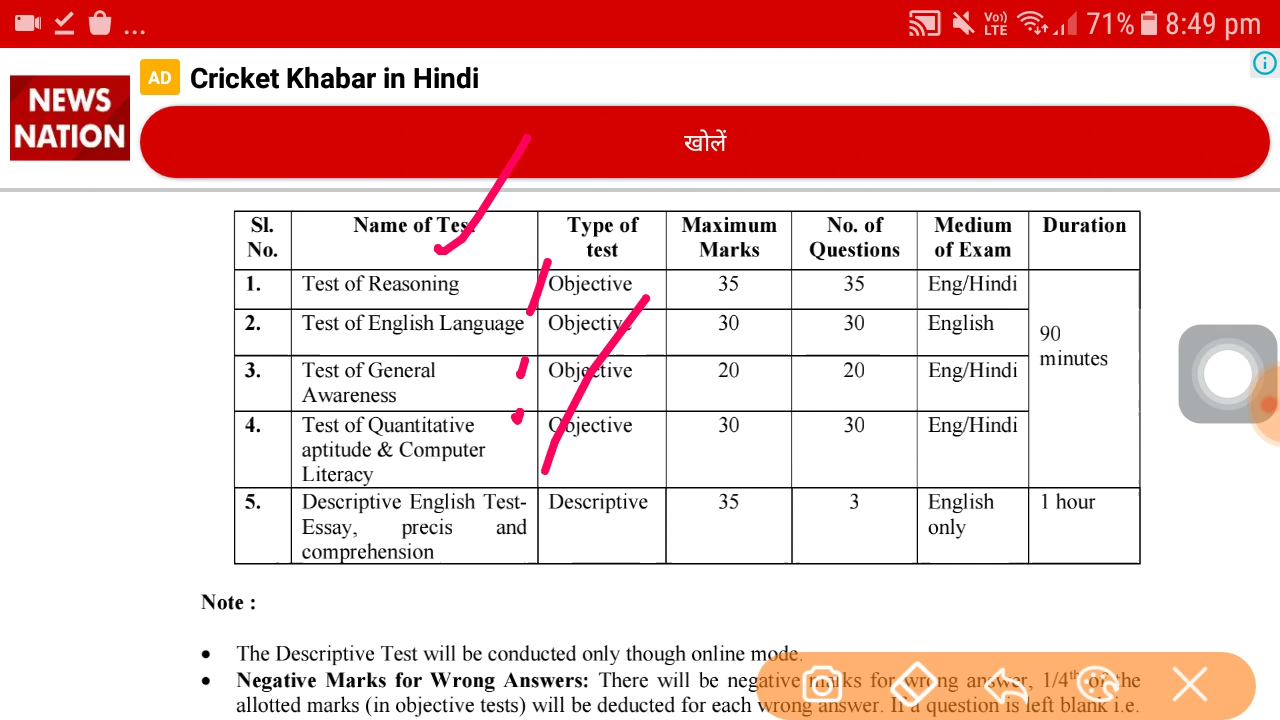 ... Vo) LTE 71% 8:49 pm
AD Cricket Khabar in Hindi
NEWS NATION
खोलें
Sl. No. Name of Test Type of test Maximum Marks No. of Questions Medium of Exam Duration
1. Test of Reasoning Objective 35 35 Eng/Hindi 90 minutes
2. Test of English Language Objective 30 30 English
3. Test of General Awareness Objective 20 20 Eng/Hindi
4. Test of Quantitative aptitude & Computer Literacy Objective 30 30 Eng/Hindi
5. Descriptive English Test- Essay, precis and comprehension Descriptive 35 3 English only 1 hour
Note :
• The Descriptive Test will be conducted only though online mode.
• Negative Marks for Wrong Answers: There will be negative marks for wrong answer, 1/4th of the
allotted marks (in objective tests) will be deducted for each wrong answer. If a question is left blank i.e.